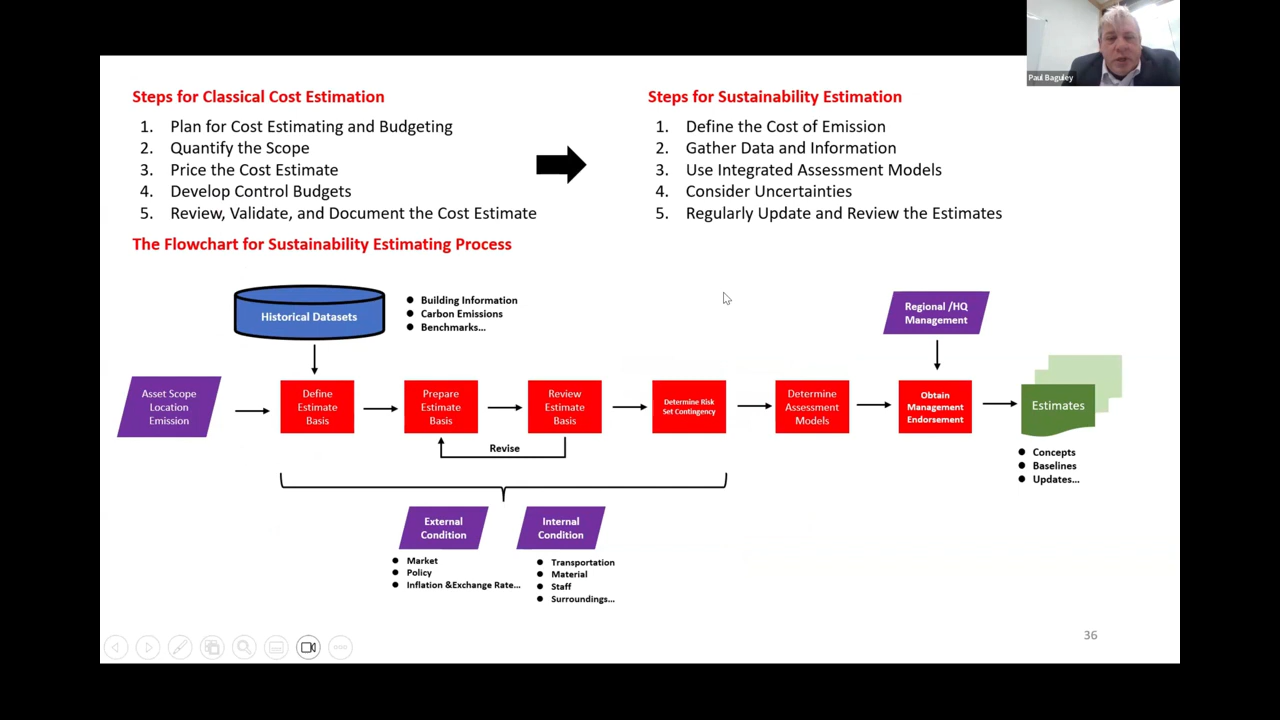 Paul Baguley
Steps for Classical Cost Estimation
1. Plan for Cost Estimating and Budgeting
2. Quantify the Scope
3. Price the Cost Estimate
4. Develop Control Budgets
5. Review, Validate, and Document the Cost Estimate
Steps for Sustainability Estimation
1. Define the Cost of Emission
2. Gather Data and Information
3. Use Integrated Assessment Models
4. Consider Uncertainties
5. Regularly Update and Review the Estimates
The Flowchart for Sustainability Estimating Process
Historical Datasets
● Building Information
● Carbon Emissions
● Benchmarks...
Regional /HQ
Management
Asset Scope
Location
Emission
Define
Estimate
Basis
Prepare
Estimate
Basis
Review
Estimate
Basis
Determine Risk
Set Contingency
Determine
Assessment
Models
Obtain
Management
Endorsement
Estimates
Revise
● Concepts
● Baselines
● Updates...
External
Condition
● Market
● Policy
● Inflation &Exchange Rate...
Internal
Condition
● Transportation
● Material
● Staff
● Surroundings...
36